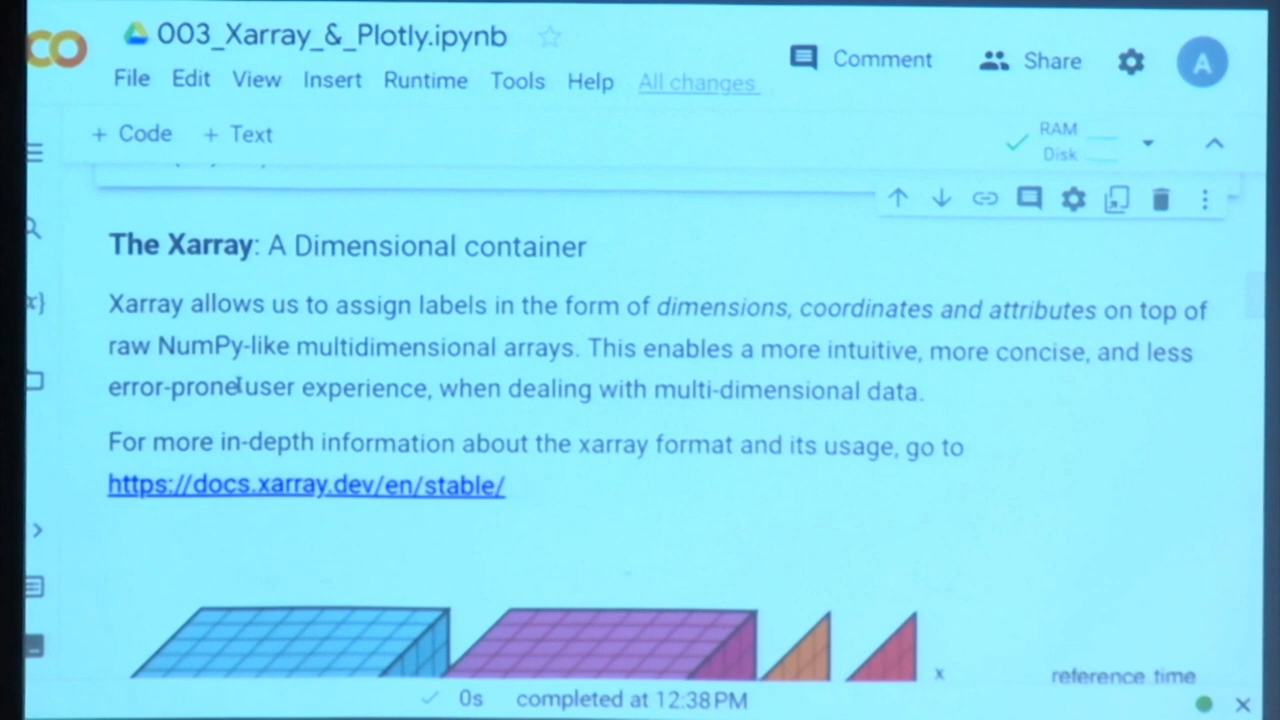 CO 003_Xarray_&_Plotly.ipynb
Comment Share A
File Edit View Insert Runtime Tools Help All changes
+ Code + Text
RAM
Disk
The Xarray: A Dimensional container
Xarray allows us to assign labels in the form of dimensions, coordinates and attributes on top of
raw NumPy-like multidimensional arrays. This enables a more intuitive, more concise, and less
error-prone user experience, when dealing with multi-dimensional data.
For more in-depth information about the xarray format and its usage, go to
https://docs.xarray.dev/en/stable/
x reference time
0s completed at 12:38 PM